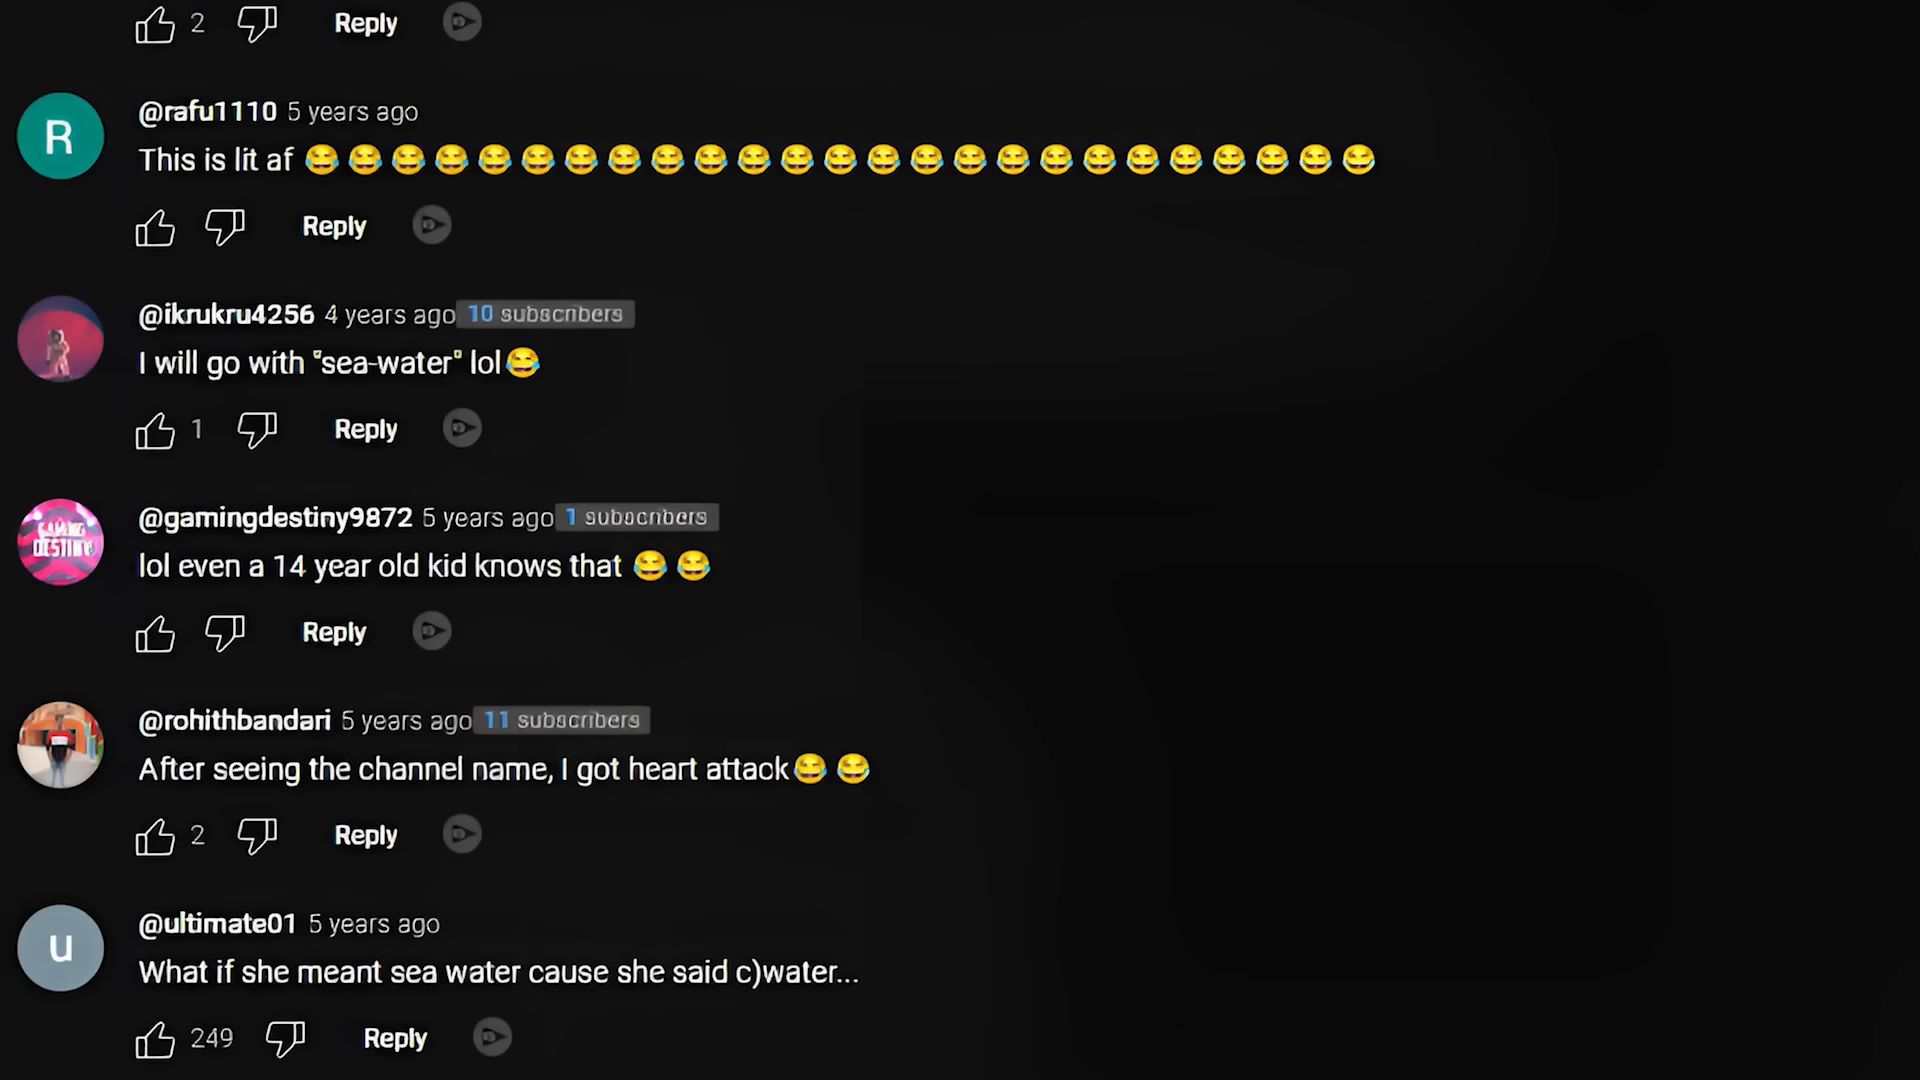 2 Reply
@rafu1110 5 years ago
R
This is lit af 😂😂😂😂😂😂😂😂😂😂😂😂😂😂😂😂😂😂😂😂😂😂😂😂😂
Reply
@ikrukru4256 4 years ago 10 subscribers
I will go with "sea-water" lol😂
1 Reply
@gamingdestiny9872 5 years ago 1 subscribers
GAMING
DESTINY
lol even a 14 year old kid knows that 😂 😂
Reply
@rohithbandari 5 years ago 11 subscribers
After seeing the channel name, I got heart attack😂 😂
2 Reply
@ultimate01 5 years ago
u
What if she meant sea water cause she said c)water...
249 Reply